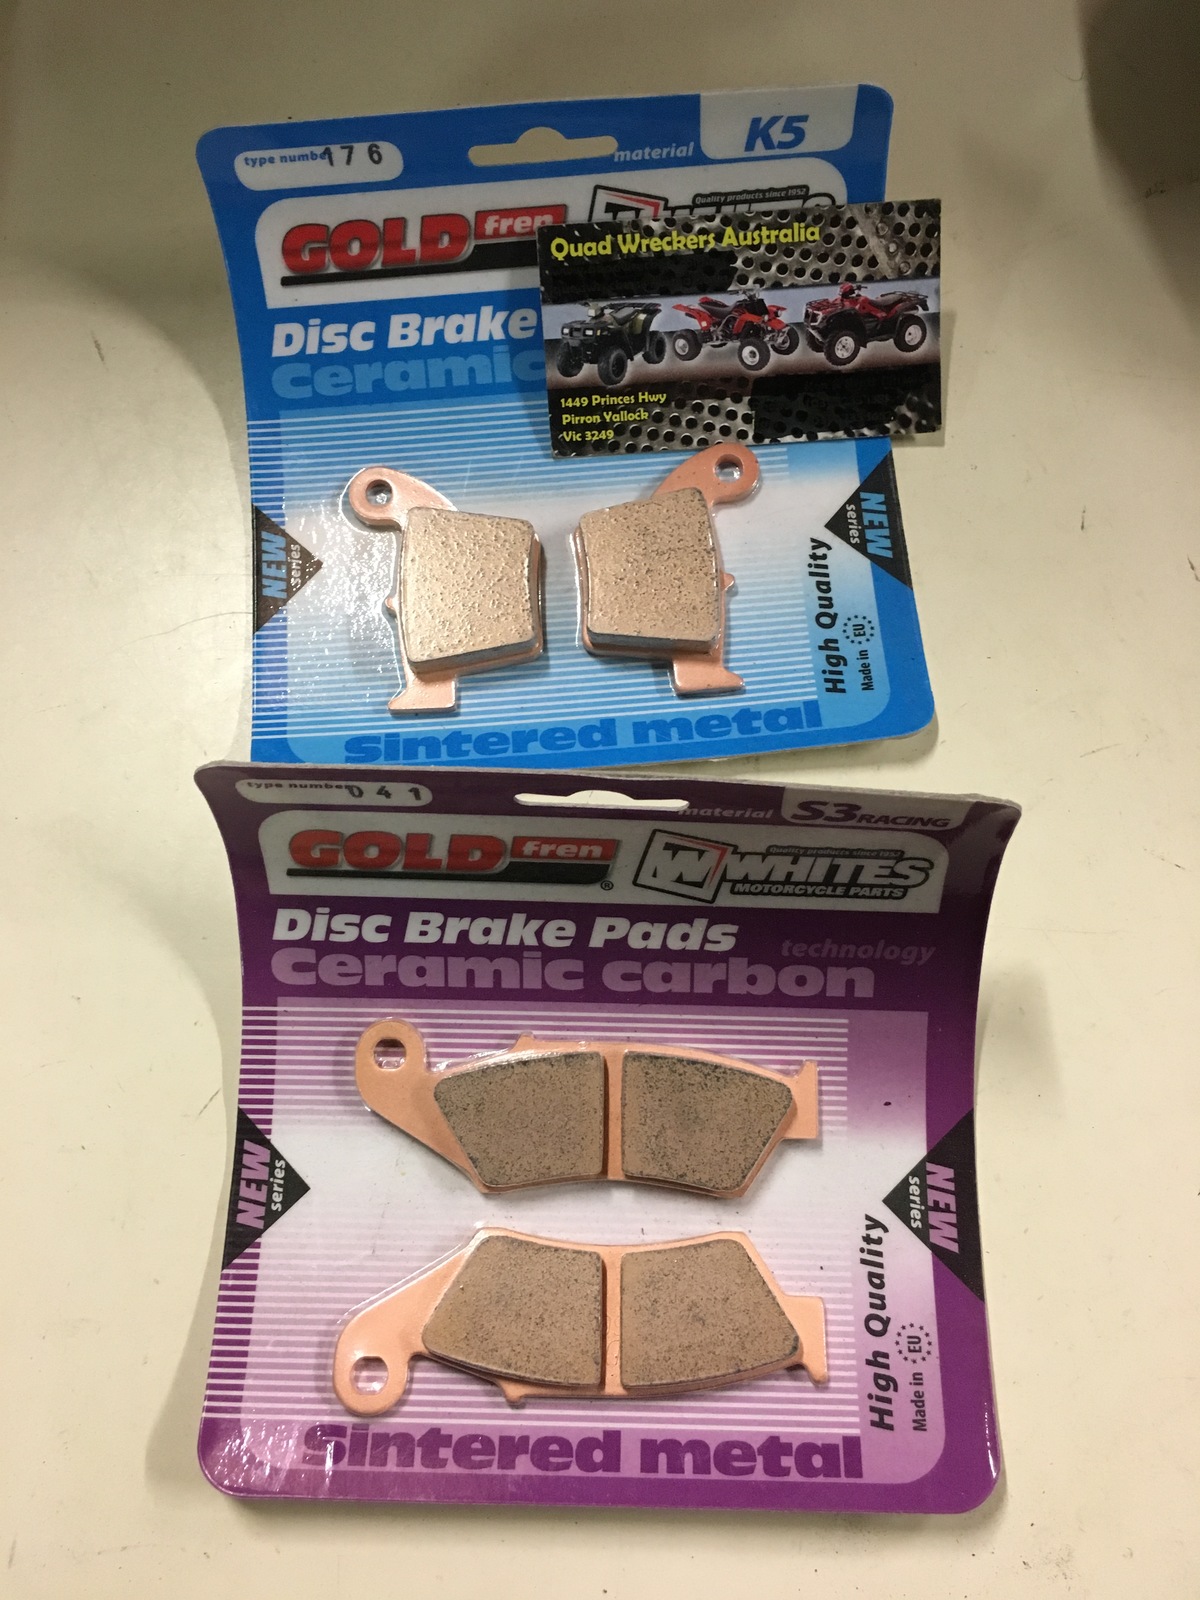 type number 176
material K5
GOLD fren
Quality products since 1952
WHITES
Quad Wreckers Australia
1449 Princes Hwy
Pirron Yallock
Vic 3249
Disc Brake
Ceramic
NEW series
NEW series
High Quality
Made in EU
Sintered metal
type number 041
material S3 RACING
GOLD fren ®
Quality products since 1952
W WHITES
MOTORCYCLE PARTS
Disc Brake Pads
technology
Ceramic carbon
NEW series
NEW series
High Quality
Made in EU
Sintered metal